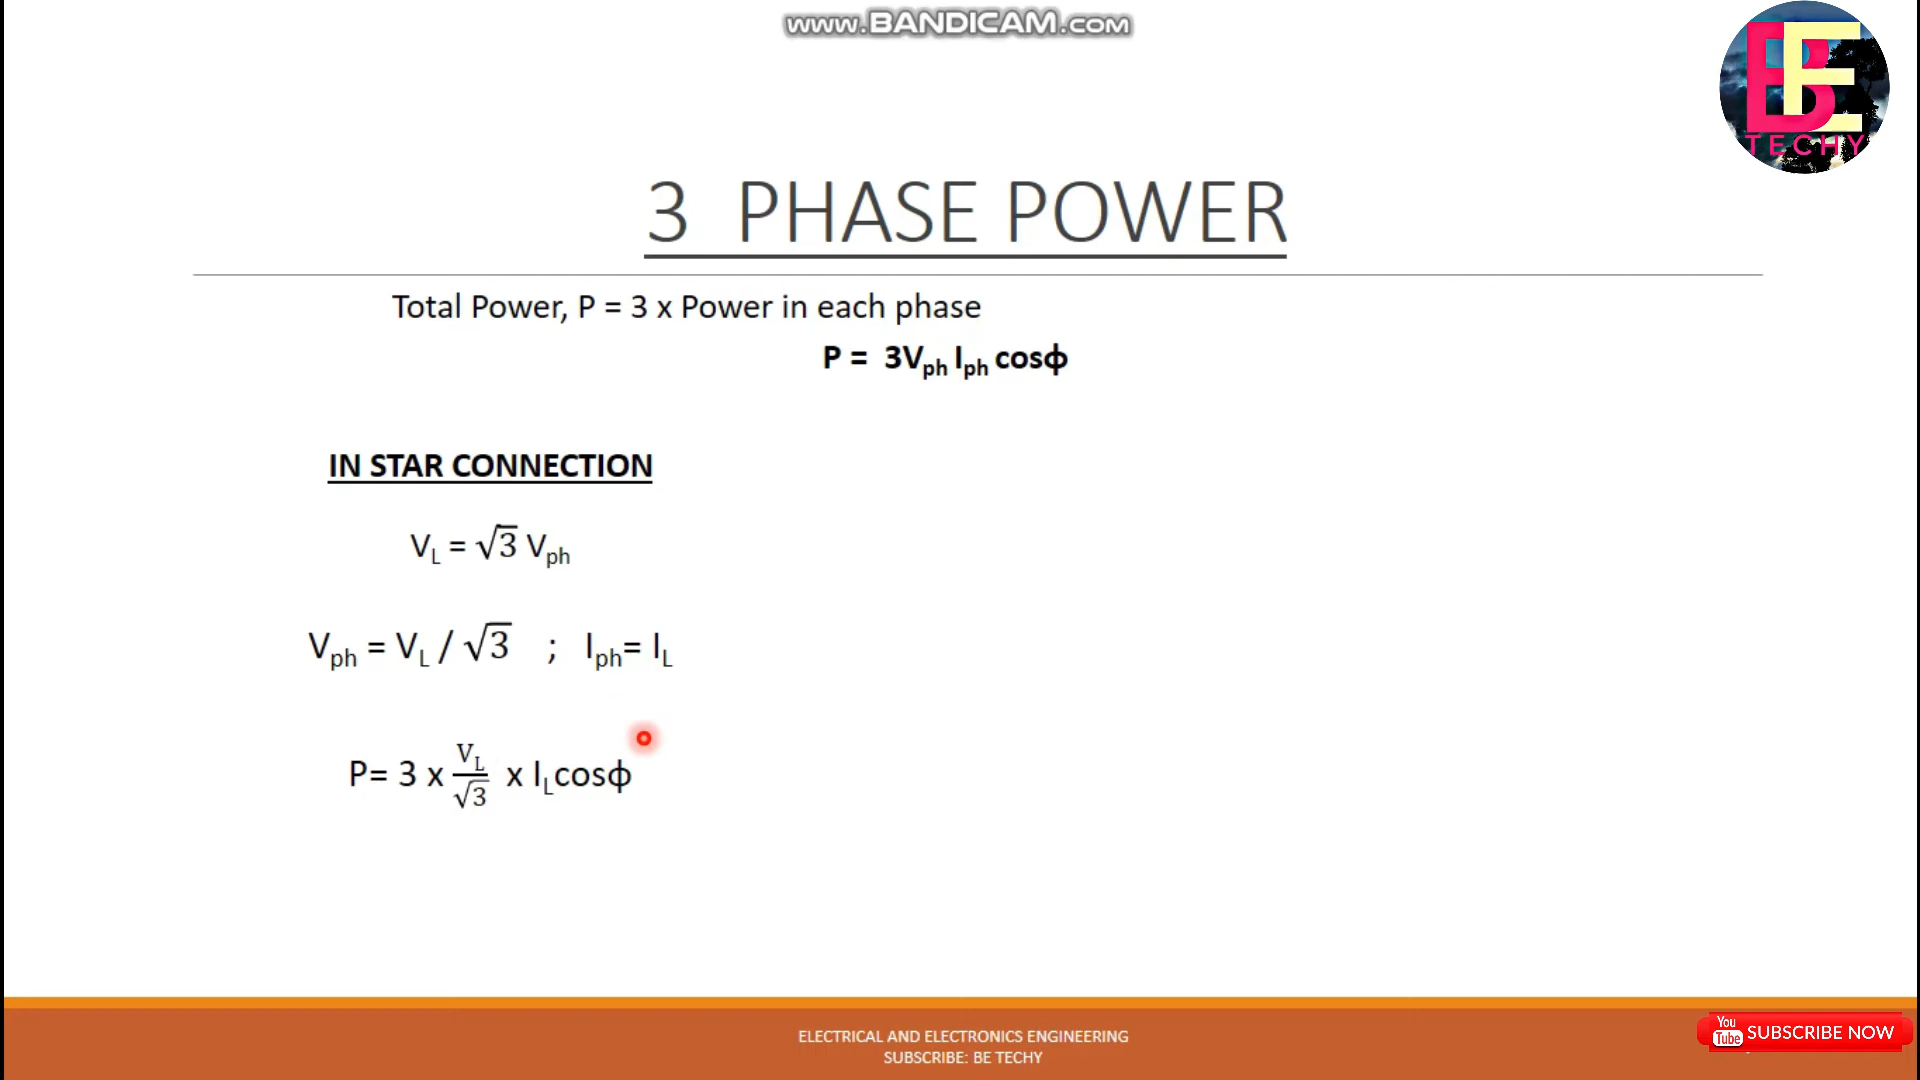 www.BANDICAM.com
BE
TECHY
3 PHASE POWER
Total Power, P = 3 x Power in each phase
P = 3V_ph I_ph cosϕ
IN STAR CONNECTION
V_L = √3 V_ph
V_ph = V_L / √3 ; I_ph= I_L
P= 3 x V_L/√3 x I_Lcosϕ
ELECTRICAL AND ELECTRONICS ENGINEERING
SUBSCRIBE: BE TECHY
You Tube SUBSCRIBE NOW